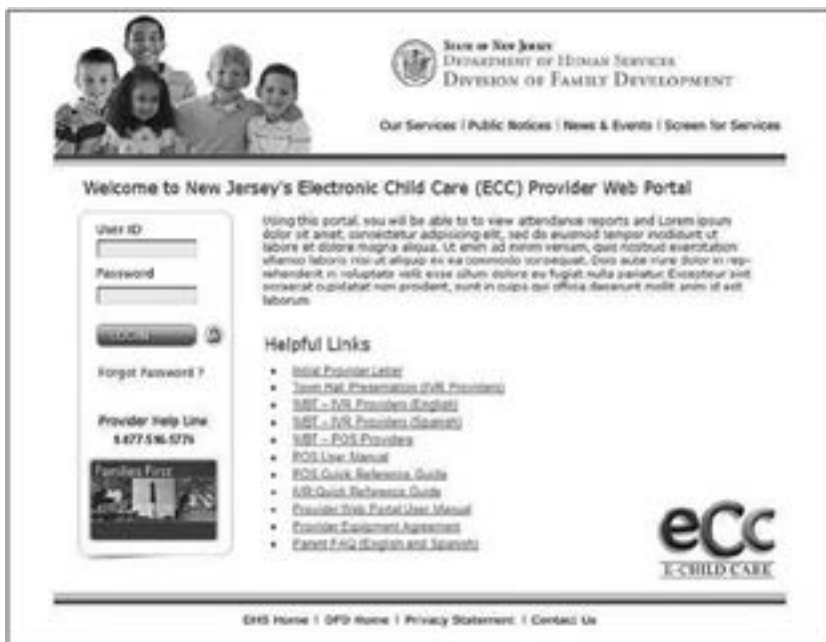 STATE OF NEW JERSEY
DEPARTMENT OF HUMAN SERVICES
DIVISION OF FAMILY DEVELOPMENT
Our Services | Public Notices | News & Events | Screen for Services
Welcome to New Jersey's Electronic Child Care (ECC) Provider Web Portal
User ID
Password
LOGIN
Forgot Password ?
Provider Help Line
1-877-516-5776
Families First
Using this portal, you will be able to to view attendance reports and Lorem ipsum
dolor sit amet, consectetur adipisicing elit, sed do eiusmod tempor incididunt ut
labore et dolore magna aliqua. Ut enim ad minim veniam, quis nostrud exercitation
ullamco laboris nisi ut aliquip ex ea commodo consequat. Duis aute irure dolor in rep-
rehenderit in voluptate velit esse cillum dolore eu fugiat nulla pariatur. Excepteur sint
occaecat cupidatat non proident, sunt in culpa qui officia deserunt mollit anim id est
laborum
Helpful Links
• Initial Provider Letter
• Town Hall Presentation (IVR Providers)
• WBT – IVR Providers (English)
• WBT – IVR Providers (Spanish)
• WBT – POS Providers
• POS User Manual
• POS Quick Reference Guide
• IVR Quick Reference Guide
• Provider Web Portal User Manual
• Provider Equipment Agreement
• Parent FAQ (English and Spanish)
eCC
E-CHILD CARE
DHS Home | DFD Home | Privacy Statement | Contact Us